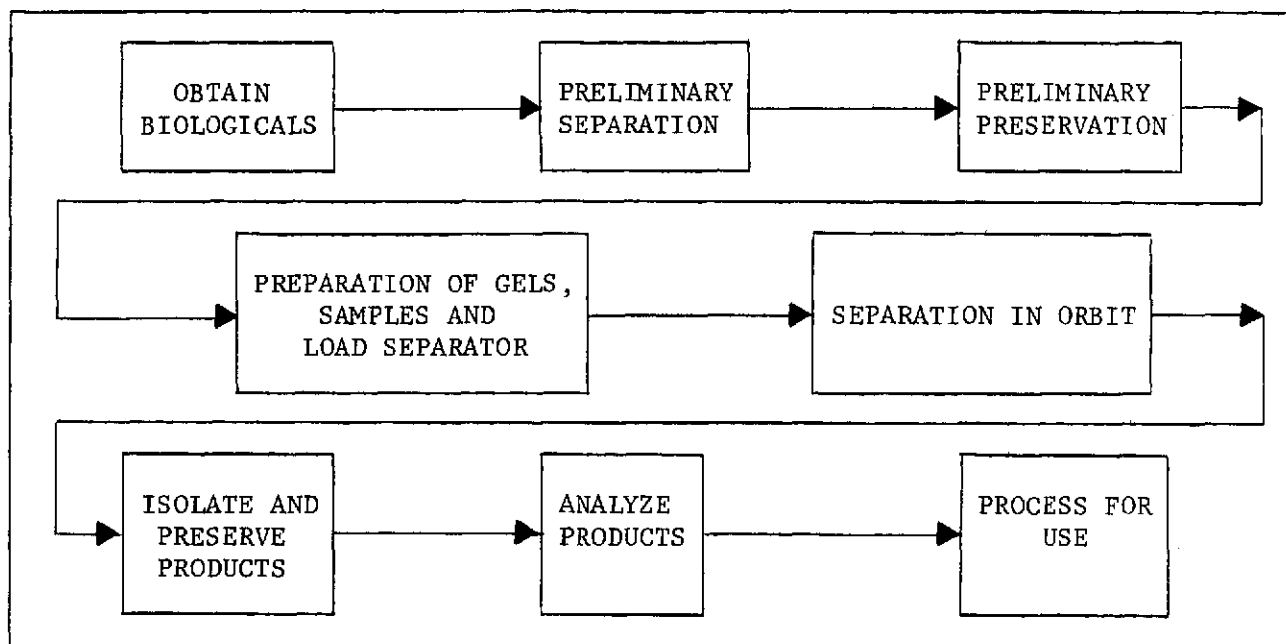 OBTAIN
BIOLOGICALS
PRELIMINARY
SEPARATION
PRELIMINARY
PRESERVATION
PREPARATION OF GELS,
SAMPLES AND
LOAD SEPARATOR
SEPARATION IN ORBIT
ISOLATE AND
PRESERVE
PRODUCTS
ANALYZE
PRODUCTS
PROCESS FOR
USE